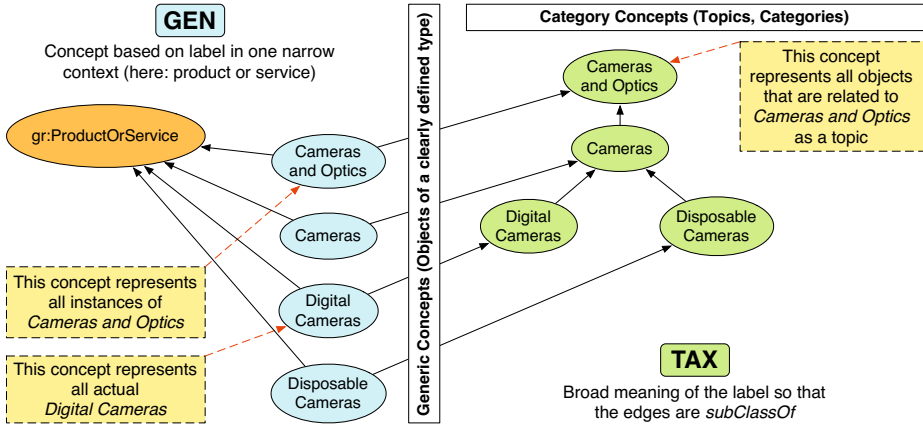 GEN
Concept based on label in one narrow
context (here: product or service)
gr:ProductOrService
Cameras
and Optics
Cameras
Digital
Cameras
Disposable
Cameras
This concept represents
all instances of
Cameras and Optics
This concept represents
all actual
Digital Cameras
Generic Concepts (Objects of a clearly defined type)
Category Concepts (Topics, Categories)
Cameras
and Optics
Cameras
Digital
Cameras
Disposable
Cameras
This concept
represents all objects
that are related to
Cameras and Optics
as a topic
TAX
Broad meaning of the label so that
the edges are subClassOf